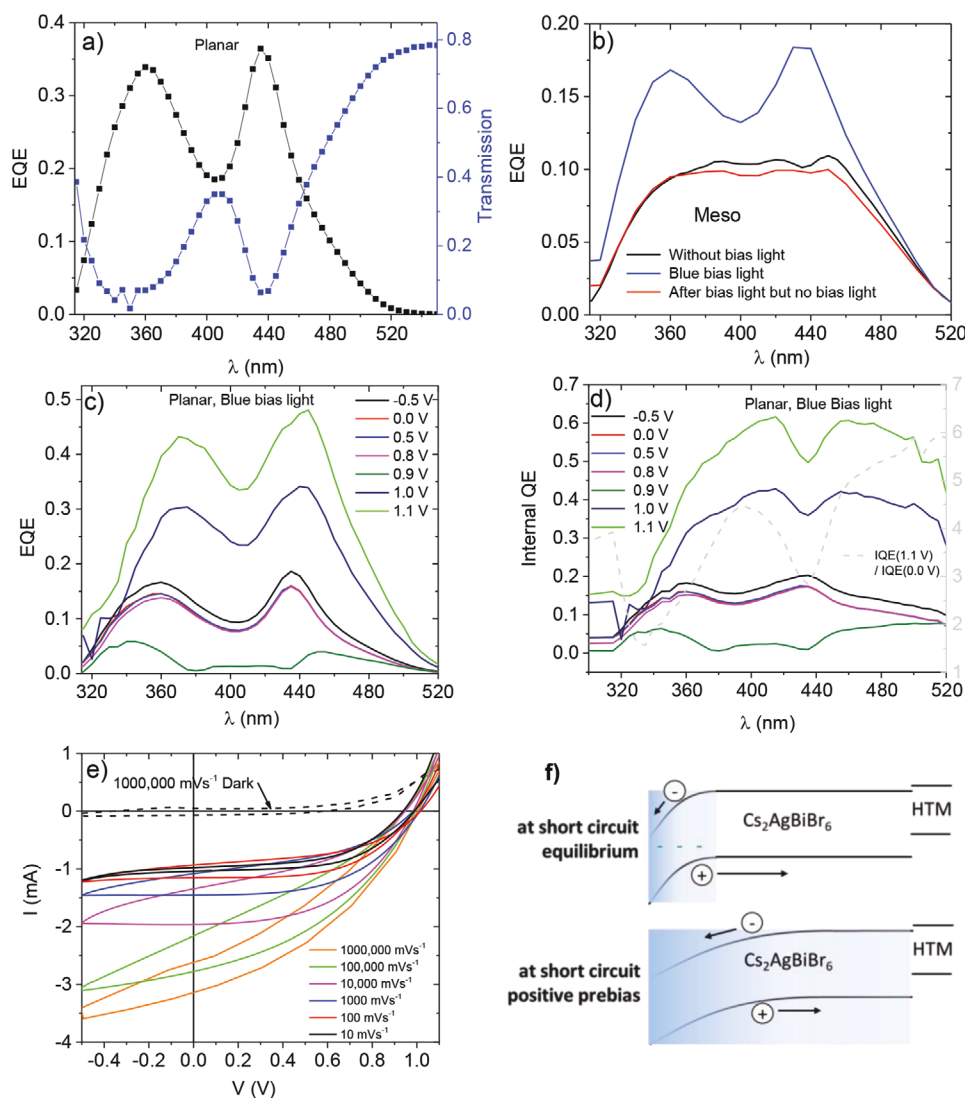 a)
Planar
EQE
Transmission
0.4
0.3
0.2
0.1
0.0
0.8
0.6
0.4
0.2
0.0
320 360 400 440 480 520
λ (nm)
b)
EQE
0.20
0.15
0.10
0.05
0.00
Meso
Without bias light
Blue bias light
After bias light but no bias light
320 360 400 440 480 520
λ (nm)
c)
Planar, Blue bias light
EQE
0.5
0.4
0.3
0.2
0.1
0.0
-0.5 V
0.0 V
0.5 V
0.8 V
0.9 V
1.0 V
1.1 V
320 360 400 440 480 520
λ (nm)
d)
Planar, Blue Bias light
Internal QE
0.7
0.6
0.5
0.4
0.3
0.2
0.1
0.0
-0.5 V
0.0 V
0.5 V
0.8 V
0.9 V
1.0 V
1.1 V
IQE(1.1 V)
/ IQE(0.0 V)
6
5
4
3
2
1
320 360 400 440 480 520
λ (nm)
e)
1000,000 mVs⁻¹ Dark
I (mA)
1
0
-1
-2
-3
-4
1000,000 mVs⁻¹
100,000 mVs⁻¹
10,000 mVs⁻¹
1000 mVs⁻¹
100 mVs⁻¹
10 mVs⁻¹
-0.4 -0.2 0.0 0.2 0.4 0.6 0.8 1.0
V (V)
f)
at short circuit
equilibrium
-
Cs₂AgBiBr₆
HTM
- - -
+
at short circuit
positive prebias
-
Cs₂AgBiBr₆
HTM
+